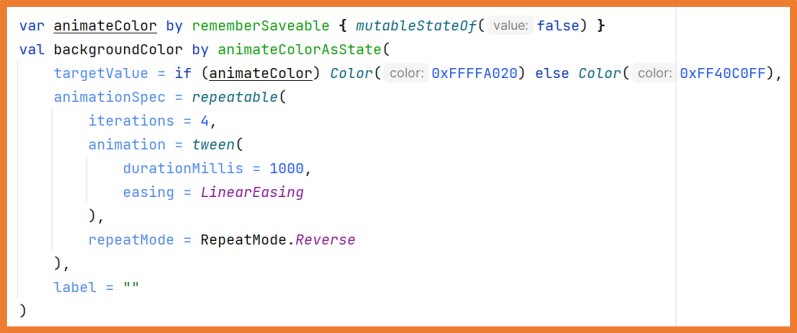 var animateColor by rememberSaveable { mutableStateOf( value: false) }
val backgroundColor by animateColorAsState(
    targetValue = if (animateColor) Color( color: 0xFFFFA020) else Color( color: 0xFF40C0FF),
    animationSpec = repeatable(
        iterations = 4,
        animation = tween(
            durationMillis = 1000,
            easing = LinearEasing
        ),
        repeatMode = RepeatMode.Reverse
    ),
    label = ""
)